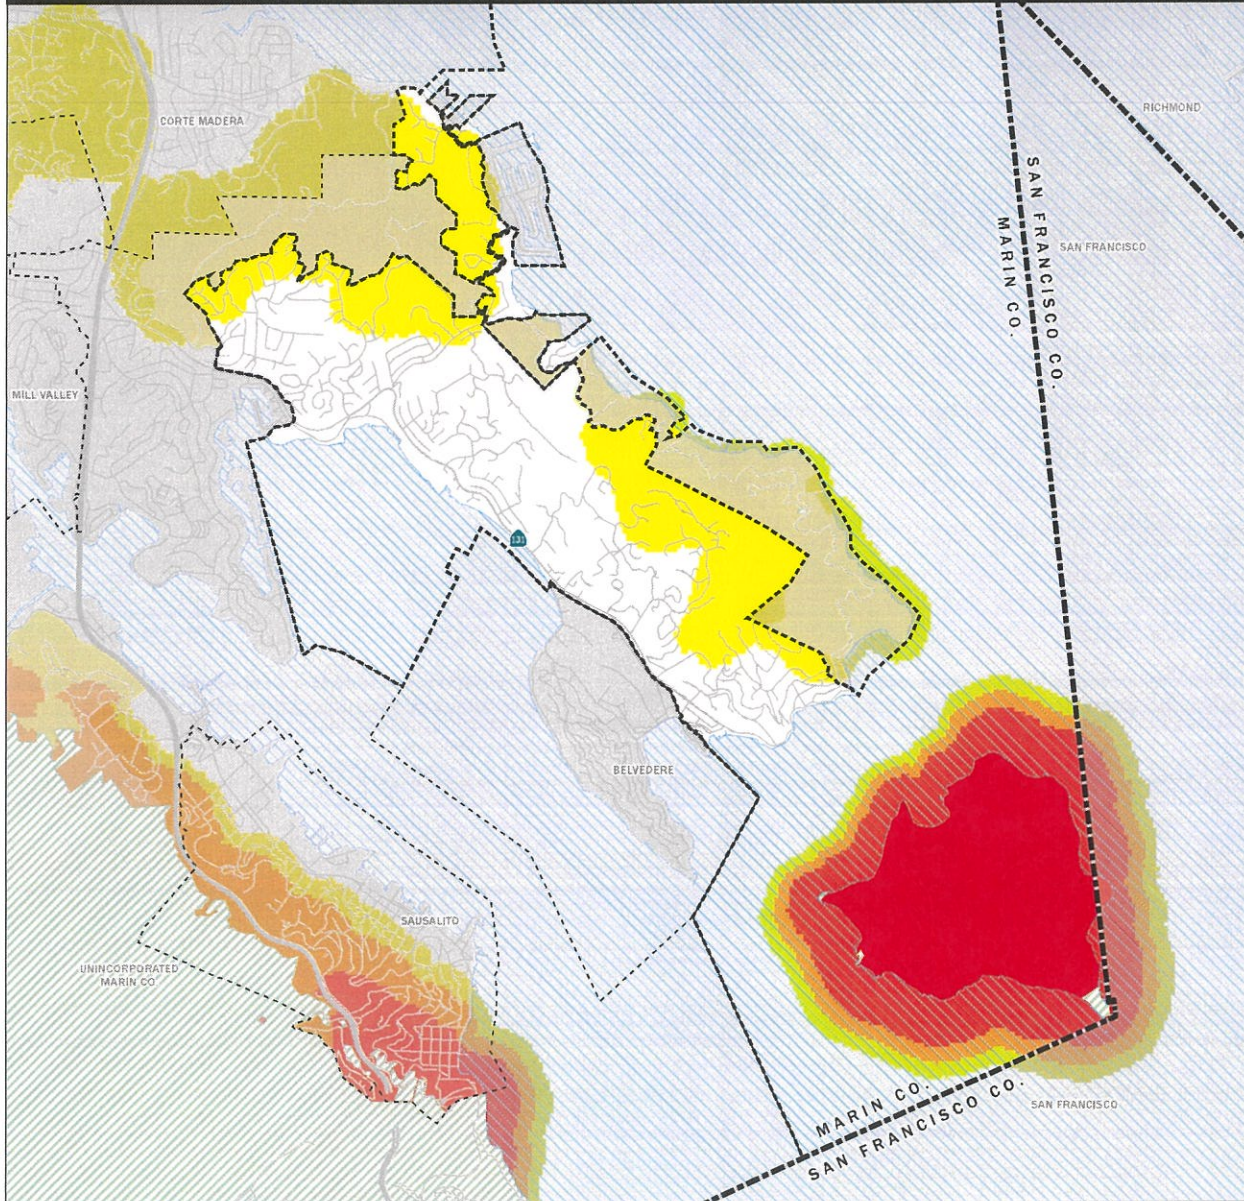 CORTE MADERA
RICHMOND
SAN FRANCISCO CO.
MARIN CO.
SAN FRANCISCO
MILL VALLEY
131
BELVEDERE
SAUSALITO
UNINCORPORATED
MARIN CO
MARIN CO.
SAN FRANCISCO CO.
SAN FRANCISCO